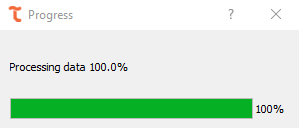 Progress
?
Processing data 100.0%
100%